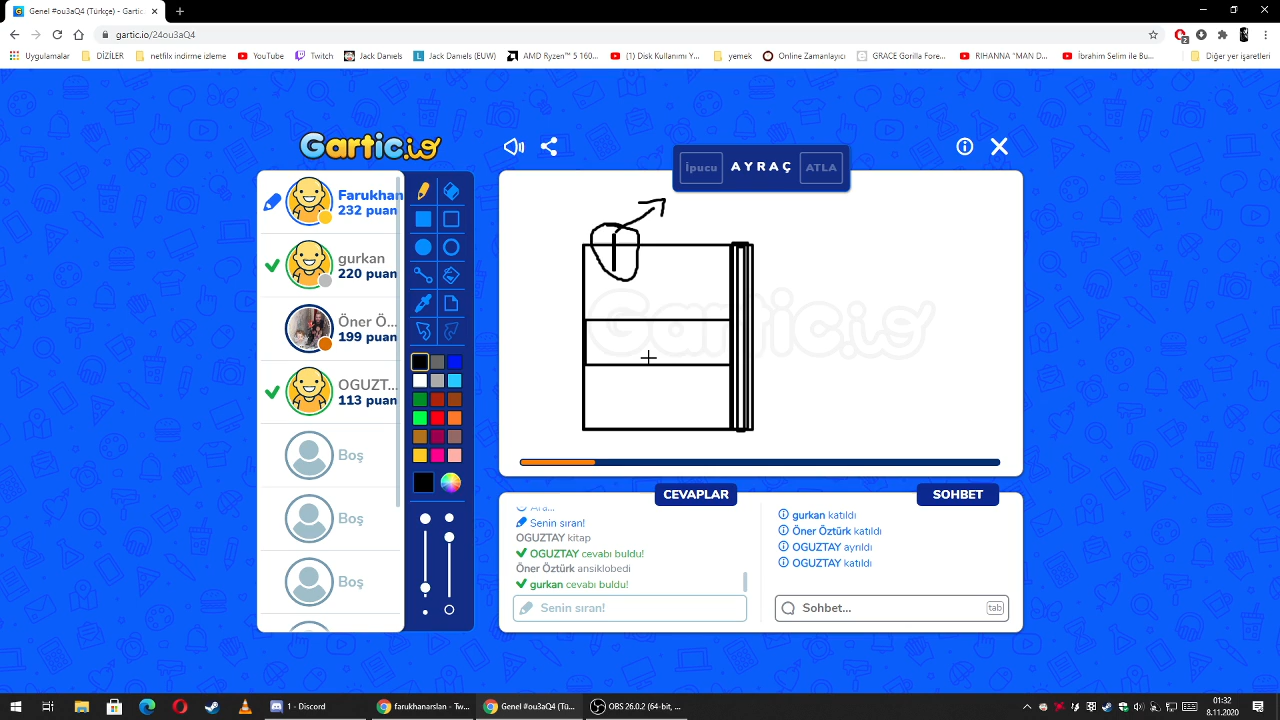 Genel #ou3aQ4 (Türkçe) - Gartic.
gartic.io/24ou3aQ4
2
Uygulamalar DİZİLER netflix indirme izleme YouTube Twitch Jack Daniels Jack Daniels (EUW) AMD Ryzen™ 5 160... (1) Disk Kullanımı Y... yemek Online Zamanlayıcı GRACE Gorilla Fore... RIHANNA "MAN D... İbrahim Selim ile Bu... Diğer yer işaretleri
Gartic.io
İpucu AYRAÇ ATLA
Farukhan
232 puan
gurkan
220 puan
Öner Ö...
199 puan
OGUZT...
113 puan
Boş
Boş
Boş
Gartic.io
CEVAPLAR
Senin sıran!
OGUZTAY kitap
OGUZTAY cevabı buldu!
Öner Öztürk ansiklobedi
gurkan cevabı buldu!
Senin sıran!
SOHBET
gurkan katıldı
Öner Öztürk katıldı
OGUZTAY ayrıldı
OGUZTAY katıldı
Sohbet... tab
1 - Discord
farukhanarslan - Tw...
Genel #ou3aQ4 (Tü...
OBS 26.0.2 (64-bit, ...
01:32
8.11.2020